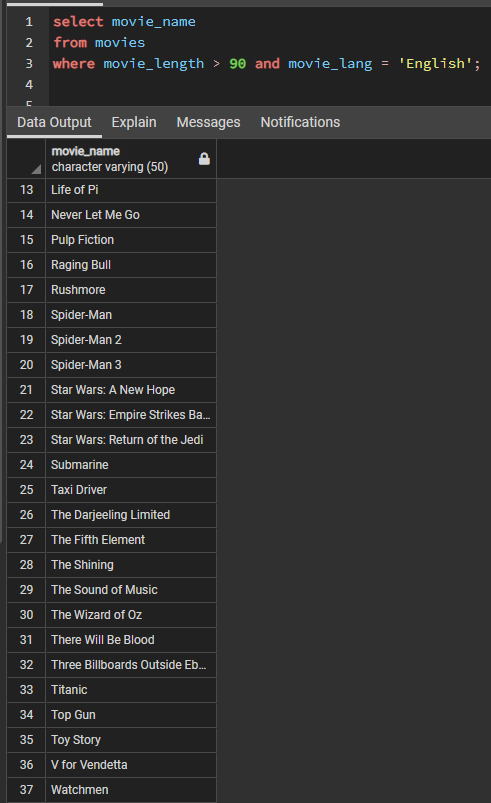 1 select movie_name
2 from movies
3 where movie_length > 90 and movie_lang = 'English';
4
5
Data Output Explain Messages Notifications
movie_name
character varying (50)
13 Life of Pi
14 Never Let Me Go
15 Pulp Fiction
16 Raging Bull
17 Rushmore
18 Spider-Man
19 Spider-Man 2
20 Spider-Man 3
21 Star Wars: A New Hope
22 Star Wars: Empire Strikes Ba...
23 Star Wars: Return of the Jedi
24 Submarine
25 Taxi Driver
26 The Darjeeling Limited
27 The Fifth Element
28 The Shining
29 The Sound of Music
30 The Wizard of Oz
31 There Will Be Blood
32 Three Billboards Outside Eb...
33 Titanic
34 Top Gun
35 Toy Story
36 V for Vendetta
37 Watchmen